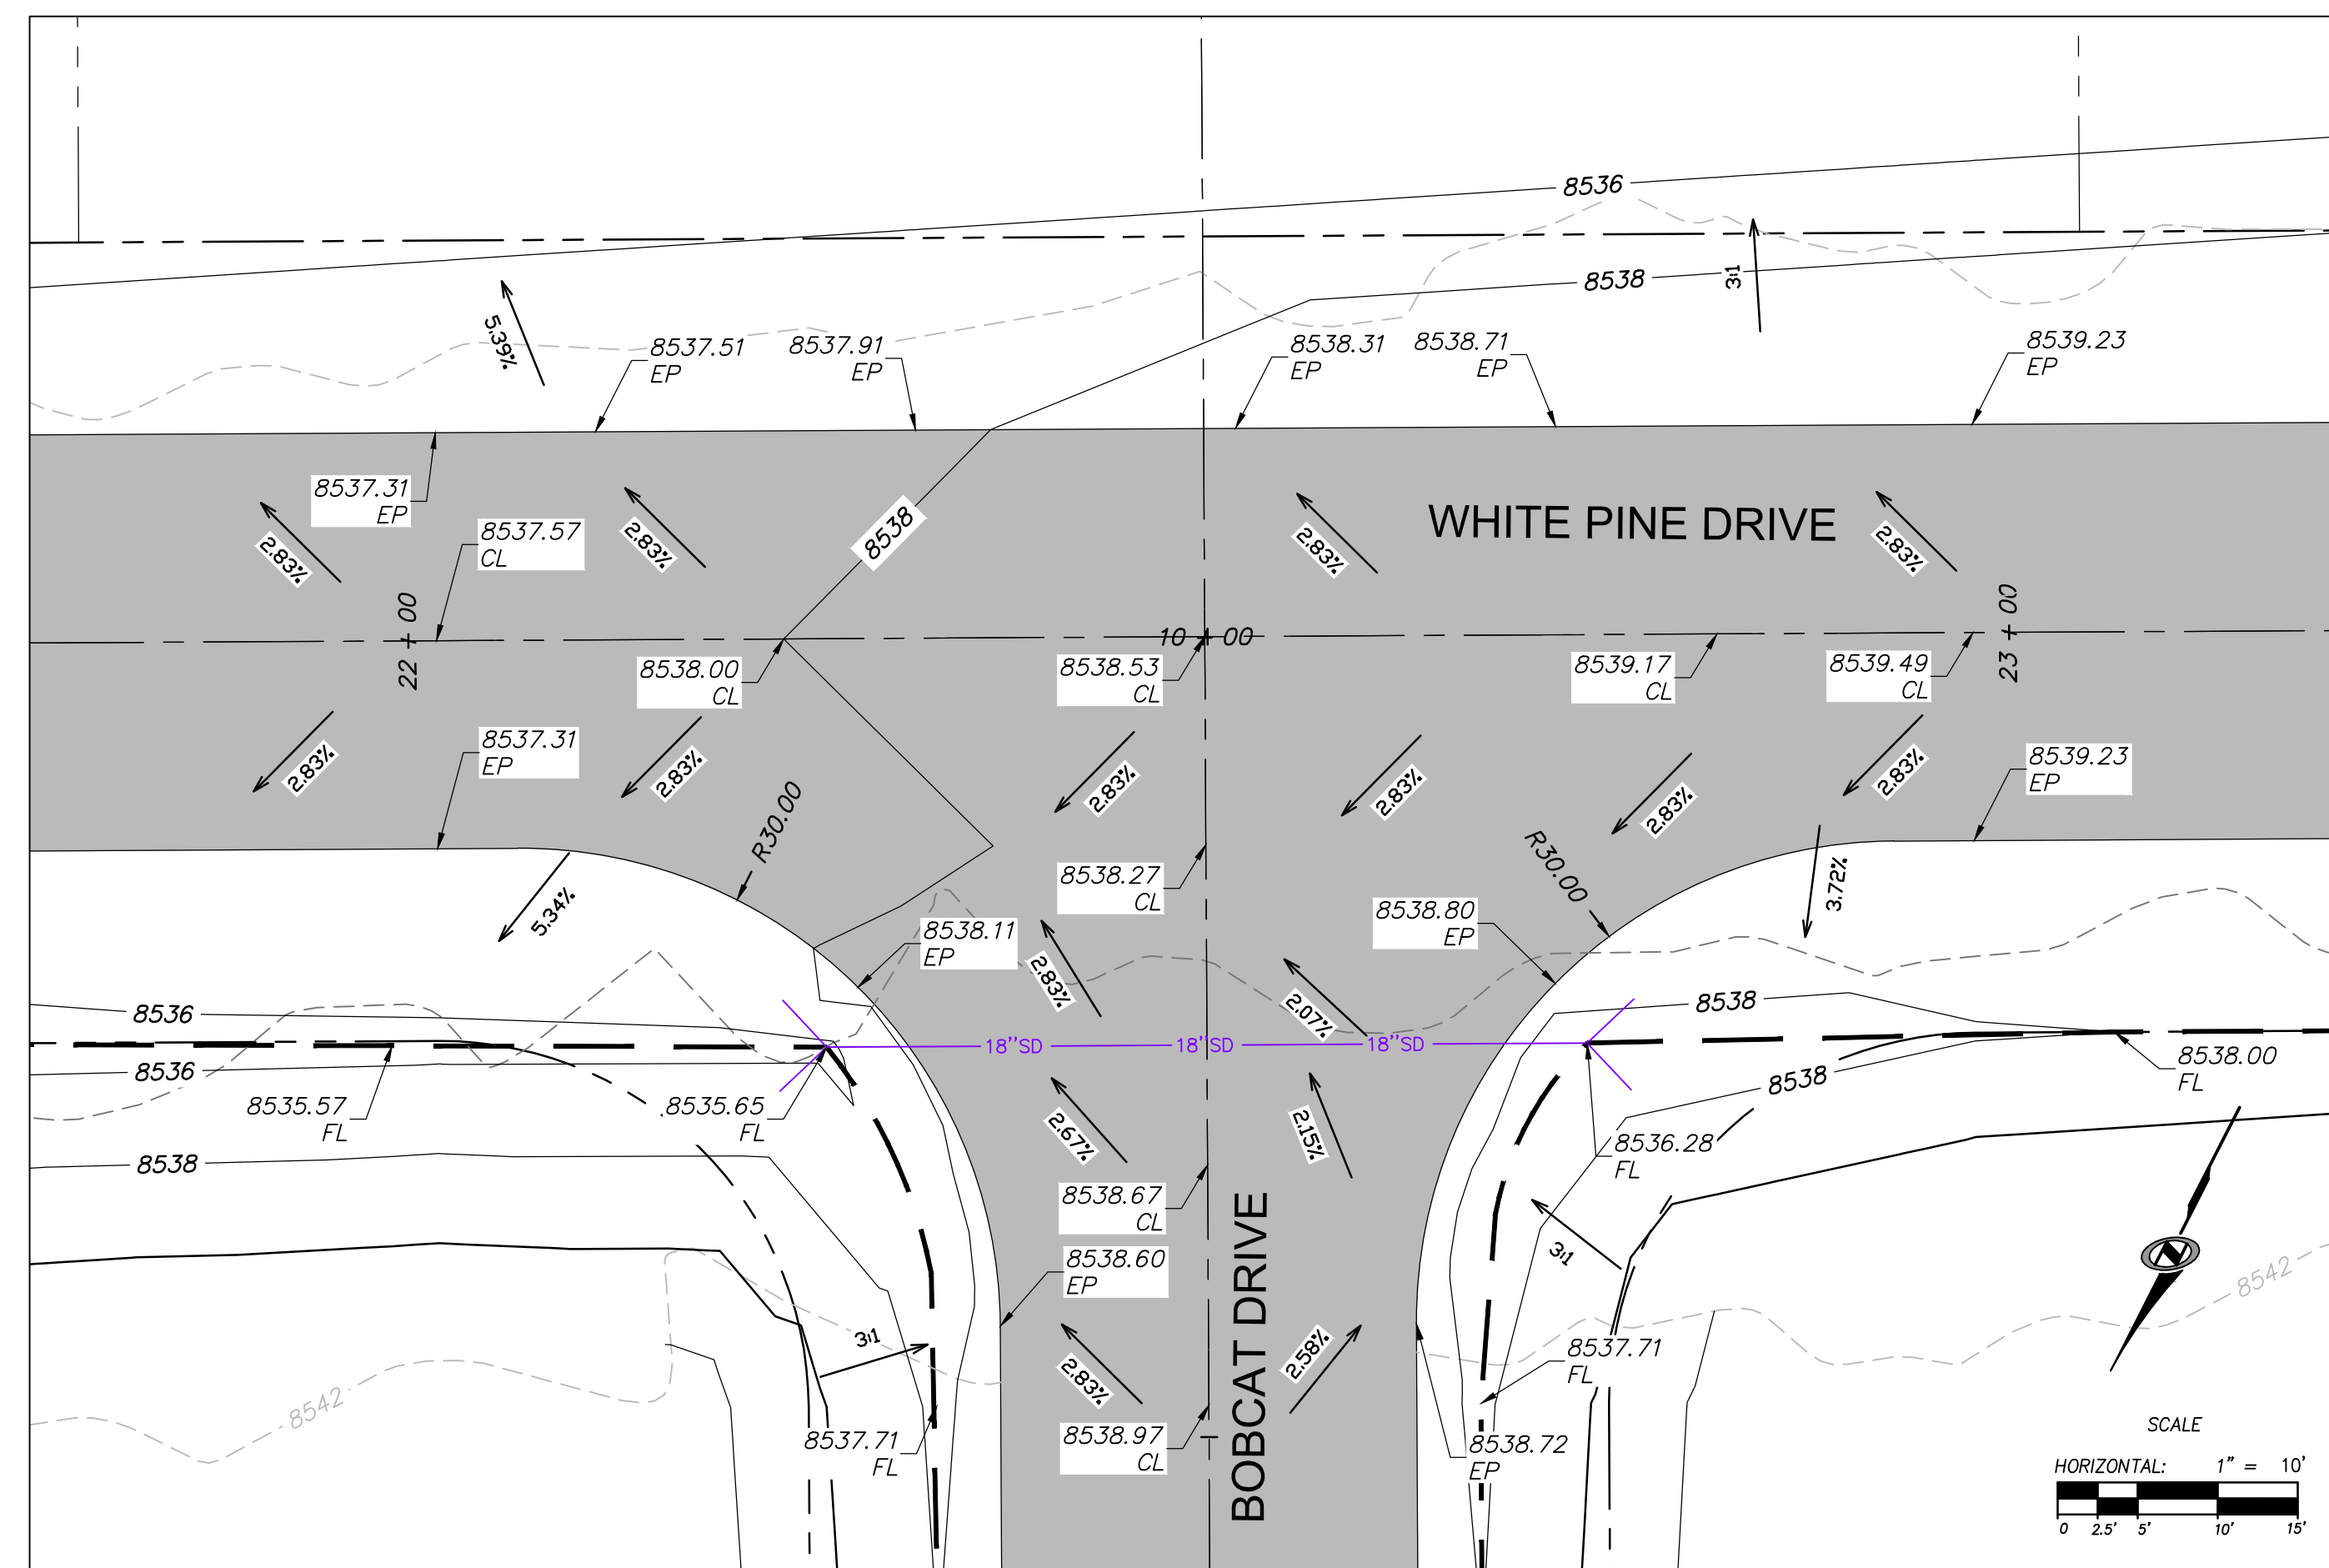 8536
8538
3:1
5.39%
8537.51
EP
8537.91
EP
8538.31
EP
8538.71
EP
8539.23
EP
8537.31
EP
2.83%
8537.57
CL
2.83%
8538
2.83%
WHITE PINE DRIVE
2.83%
22 + 00
10 + 00
23 + 00
8538.00
CL
8538.53
CL
8539.17
CL
8539.49
CL
2.83%
8537.31
EP
2.83%
2.83%
2.83%
2.83%
2.83%
8539.23
EP
R30.00
R30.00
5.34%
8538.27
CL
3.72%
8538.11
EP
8538.80
EP
2.83%
2.07%
8536
8538
18"SD
18"SD
18"SD
8536
8538
8538.00
FL
8535.57
FL
8535.65
FL
2.67%
2.15%
8536.28
FL
8538
8538.67
CL
8538.60
EP
3:1
8542
3:1
2.83%
2.58%
BOBCAT DRIVE
8537.71
FL
8542
8537.71
FL
8538.97
CL
8538.72
EP
N
SCALE
HORIZONTAL: 1" = 10'
0 2.5' 5' 10' 15'